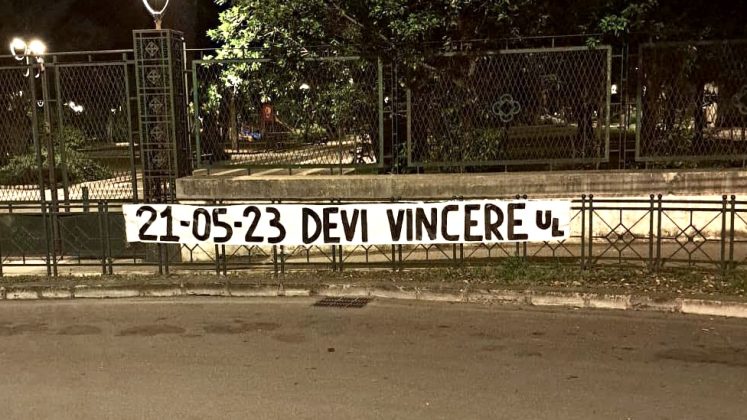 21-05-23 DEVI VINCERE UL